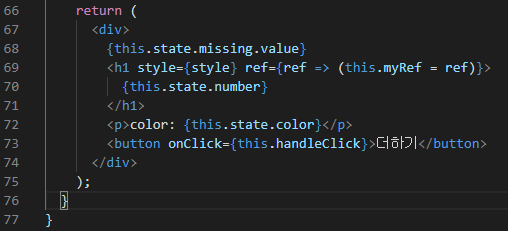 66 return (
67 <div>
68 {this.state.missing.value}
69 <h1 style={style} ref={ref => (this.myRef = ref)}>
70 {this.state.number}
71 </h1>
72 <p>color: {this.state.color}</p>
73 <button onClick={this.handleClick}>더하기</button>
74 </div>
75 );
76 }
77 }